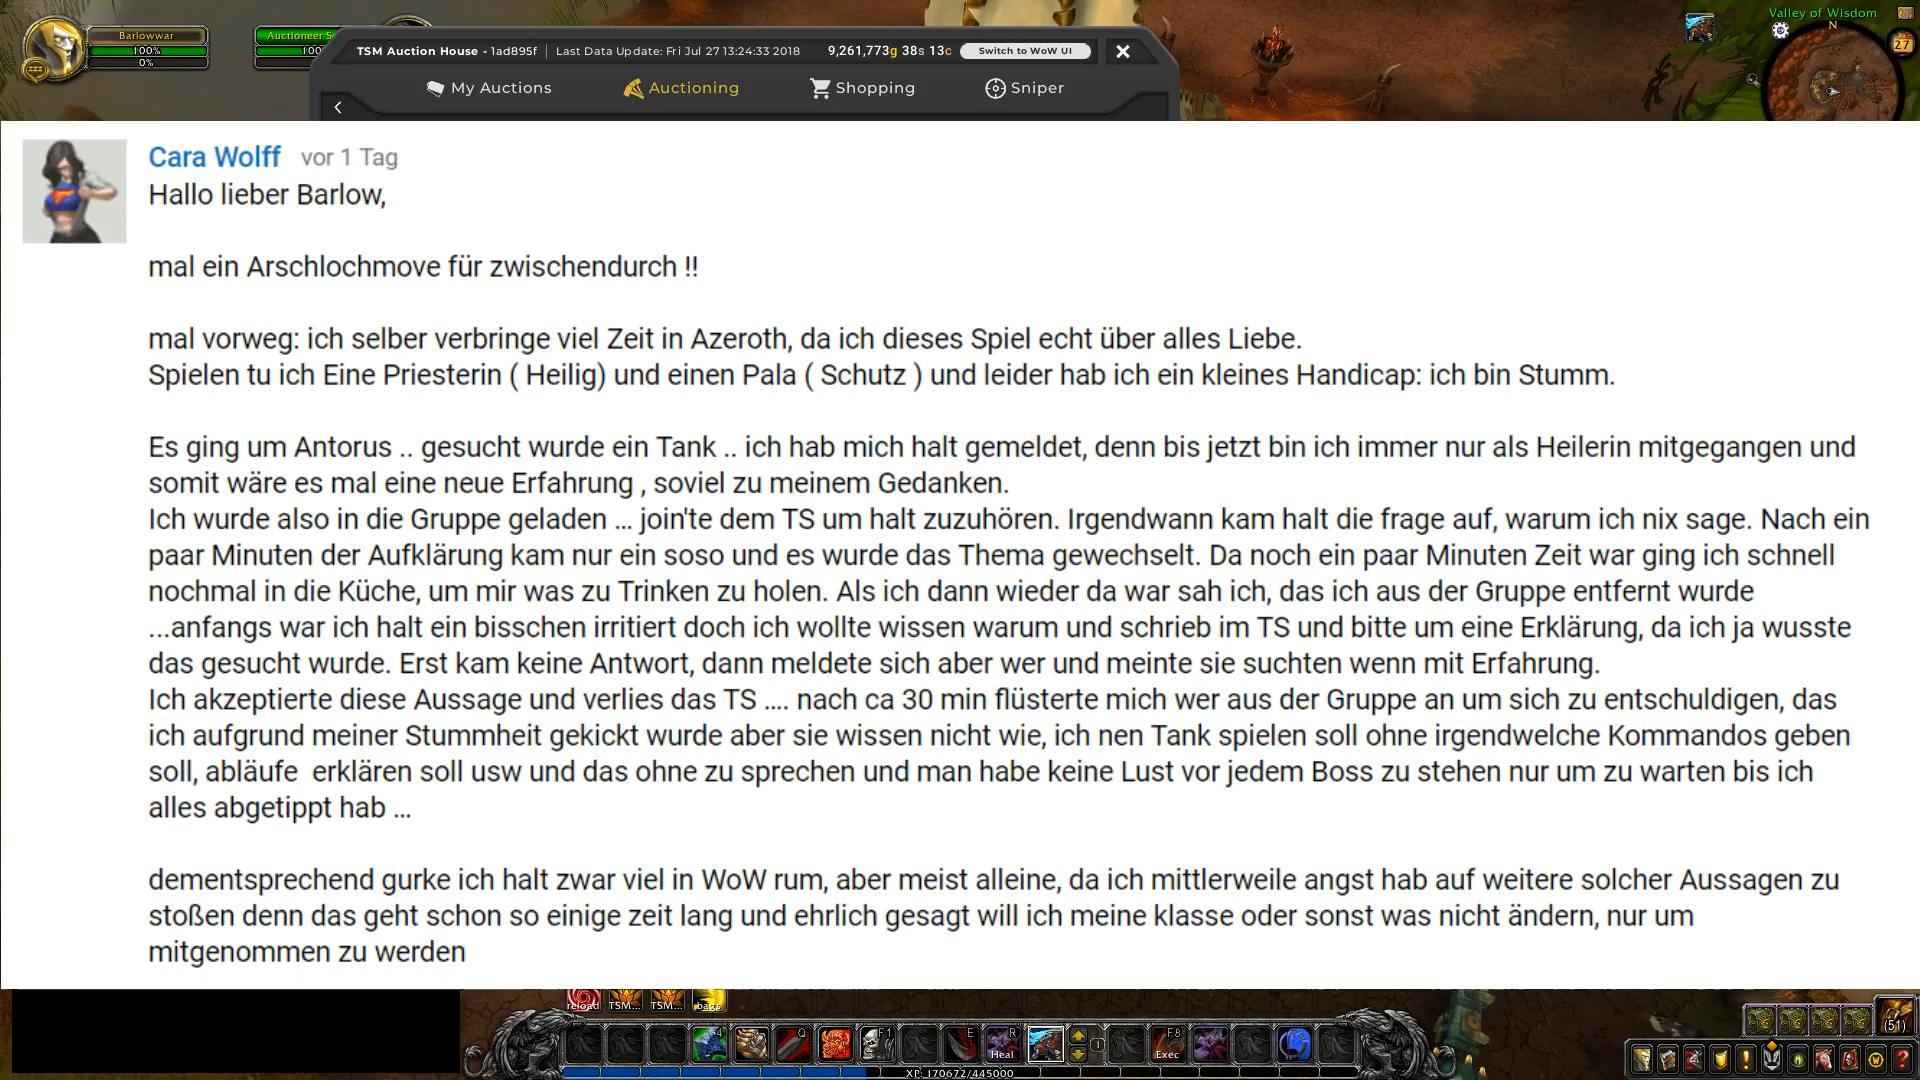 Barlowwar
100%
0%
Auctioneer S
100
TSM Auction House - 1ad895f
Last Data Update: Fri Jul 27 13:24:33 2018
9,261,773g 38s 13c
Switch to WoW UI
My Auctions
Auctioning
Shopping
Sniper
Valley of Wisdom
N
27
Cara Wolff vor 1 Tag
Hallo lieber Barlow,
mal ein Arschlochmove für zwischendurch !!
mal vorweg: ich selber verbringe viel Zeit in Azeroth, da ich dieses Spiel echt über alles Liebe.
Spielen tu ich Eine Priesterin ( Heilig) und einen Pala ( Schutz ) und leider hab ich ein kleines Handicap: ich bin Stumm.
Es ging um Antorus .. gesucht wurde ein Tank .. ich hab mich halt gemeldet, denn bis jetzt bin ich immer nur als Heilerin mitgegangen und
somit wäre es mal eine neue Erfahrung , soviel zu meinem Gedanken.
Ich wurde also in die Gruppe geladen ... join'te dem TS um halt zuzuhören. Irgendwann kam halt die frage auf, warum ich nix sage. Nach ein
paar Minuten der Aufklärung kam nur ein soso und es wurde das Thema gewechselt. Da noch ein paar Minuten Zeit war ging ich schnell
nochmal in die Küche, um mir was zu Trinken zu holen. Als ich dann wieder da war sah ich, das ich aus der Gruppe entfernt wurde
...anfangs war ich halt ein bisschen irritiert doch ich wollte wissen warum und schrieb im TS und bitte um eine Erklärung, da ich ja wusste
das gesucht wurde. Erst kam keine Antwort, dann meldete sich aber wer und meinte sie suchten wenn mit Erfahrung.
Ich akzeptierte diese Aussage und verlies das TS .... nach ca 30 min flüsterte mich wer aus der Gruppe an um sich zu entschuldigen, das
ich aufgrund meiner Stummheit gekickt wurde aber sie wissen nicht wie, ich nen Tank spielen soll ohne irgendwelche Kommandos geben
soll, abläufe erklären soll usw und das ohne zu sprechen und man habe keine Lust vor jedem Boss zu stehen nur um zu warten bis ich
alles abgetippt hab ...
dementsprechend gurke ich halt zwar viel in WoW rum, aber meist alleine, da ich mittlerweile angst hab auf weitere solcher Aussagen zu
stoßen denn das geht schon so einige zeit lang und ehrlich gesagt will ich meine klasse oder sonst was nicht ändern, nur um
mitgenommen zu werden
reload TSM... TSM... bags
4 Q F1 E R F8
Heal Exec
(51)
XP: 170672/445000